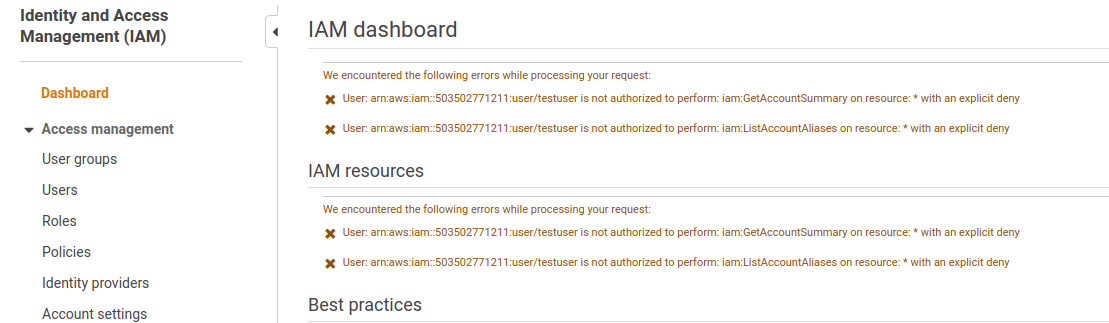 Identity and Access
Management (IAM)
Dashboard
Access management
User groups
Users
Roles
Policies
Identity providers
Account settings
IAM dashboard
We encountered the following errors while processing your request:
User: arn:aws:iam::503502771211:user/testuser is not authorized to perform: iam:GetAccountSummary on resource: * with an explicit deny
User: arn:aws:iam::503502771211:user/testuser is not authorized to perform: iam:ListAccountAliases on resource: * with an explicit deny
IAM resources
We encountered the following errors while processing your request:
User: arn:aws:iam::503502771211:user/testuser is not authorized to perform: iam:GetAccountSummary on resource: * with an explicit deny
User: arn:aws:iam::503502771211:user/testuser is not authorized to perform: iam:ListAccountAliases on resource: * with an explicit deny
Best practices